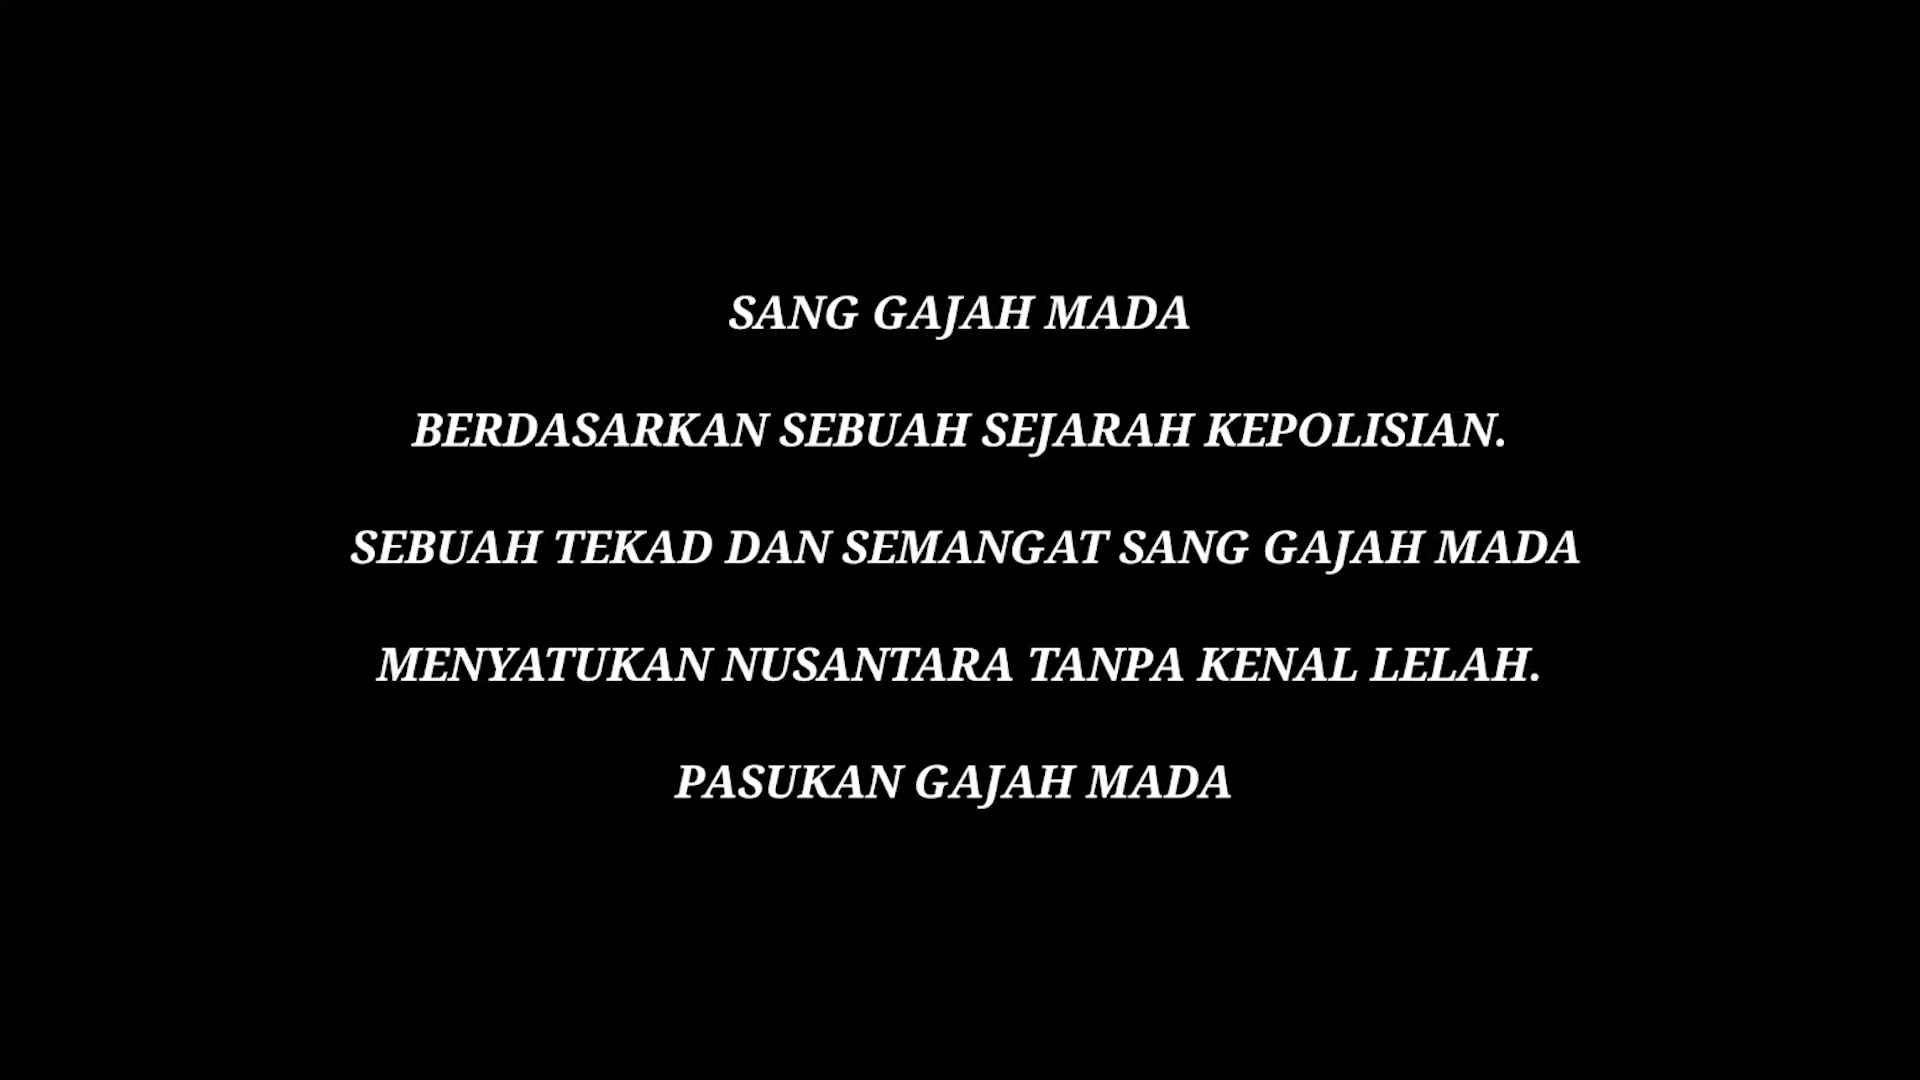 SANG GAJAH MADA
BERDASARKAN SEBUAH SEJARAH KEPOLISIAN.
SEBUAH TEKAD DAN SEMANGAT SANG GAJAH MADA
MENYATUKAN NUSANTARA TANPA KENAL LELAH.
PASUKAN GAJAH MADA